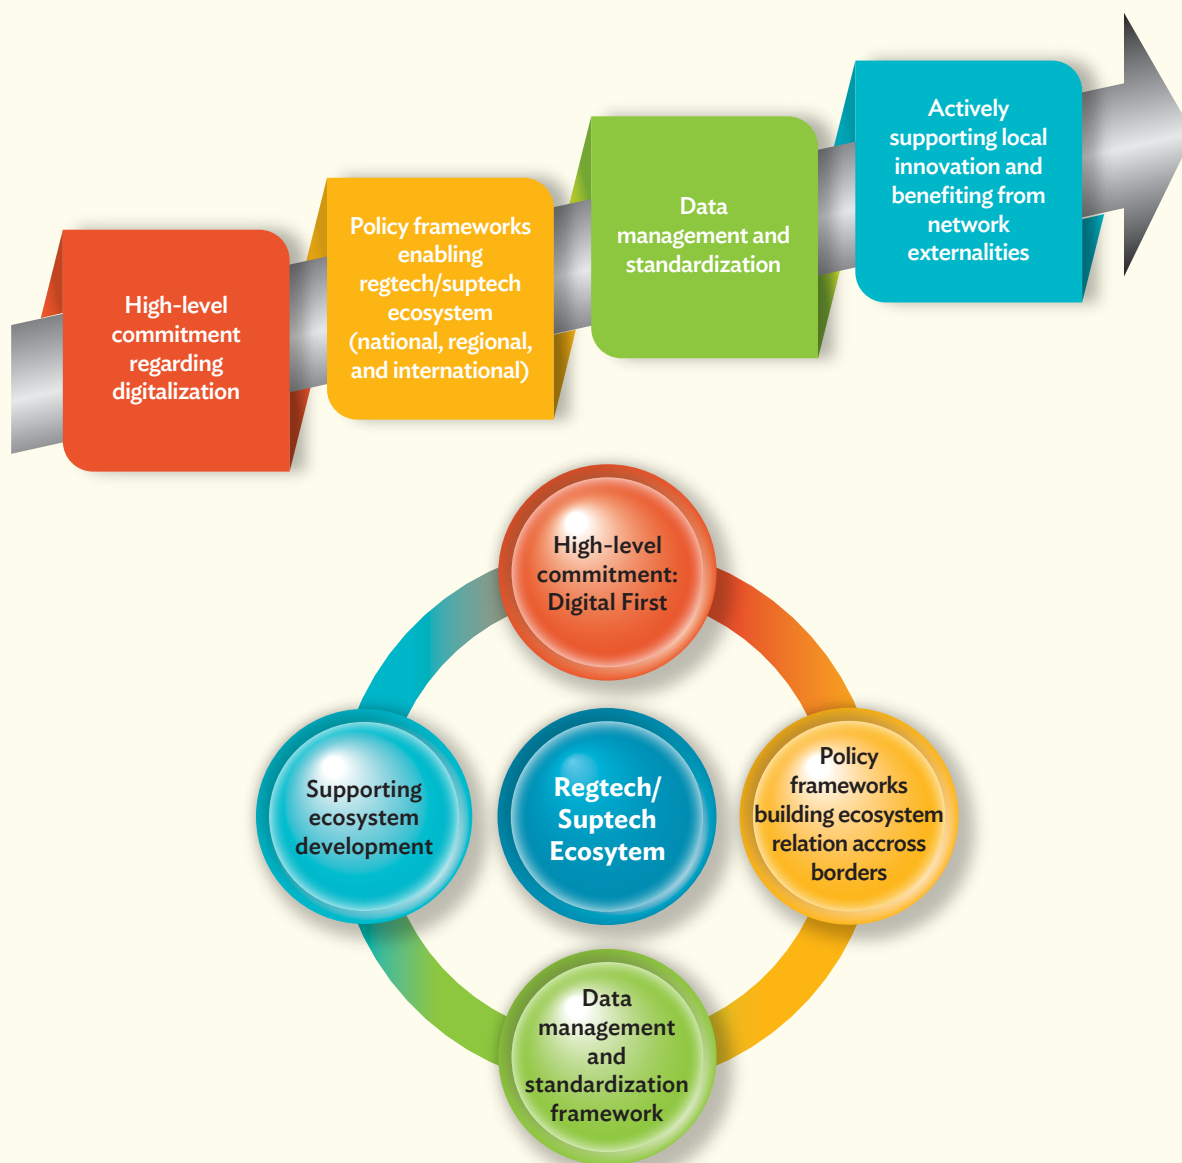 High-level
commitment
regarding
digitalization
Policy frameworks
enabling
regtech/suptech
ecosystem
(national, regional,
and international)
Data
management and
standardization
Actively
supporting local
innovation and
benefiting from
network
externalities
High-level
commitment:
Digital First
Policy
frameworks
building ecosystem
relation accross
borders
Data
management
and
standardization
framework
Supporting
ecosystem
development
Regtech/
Suptech
Ecosytem